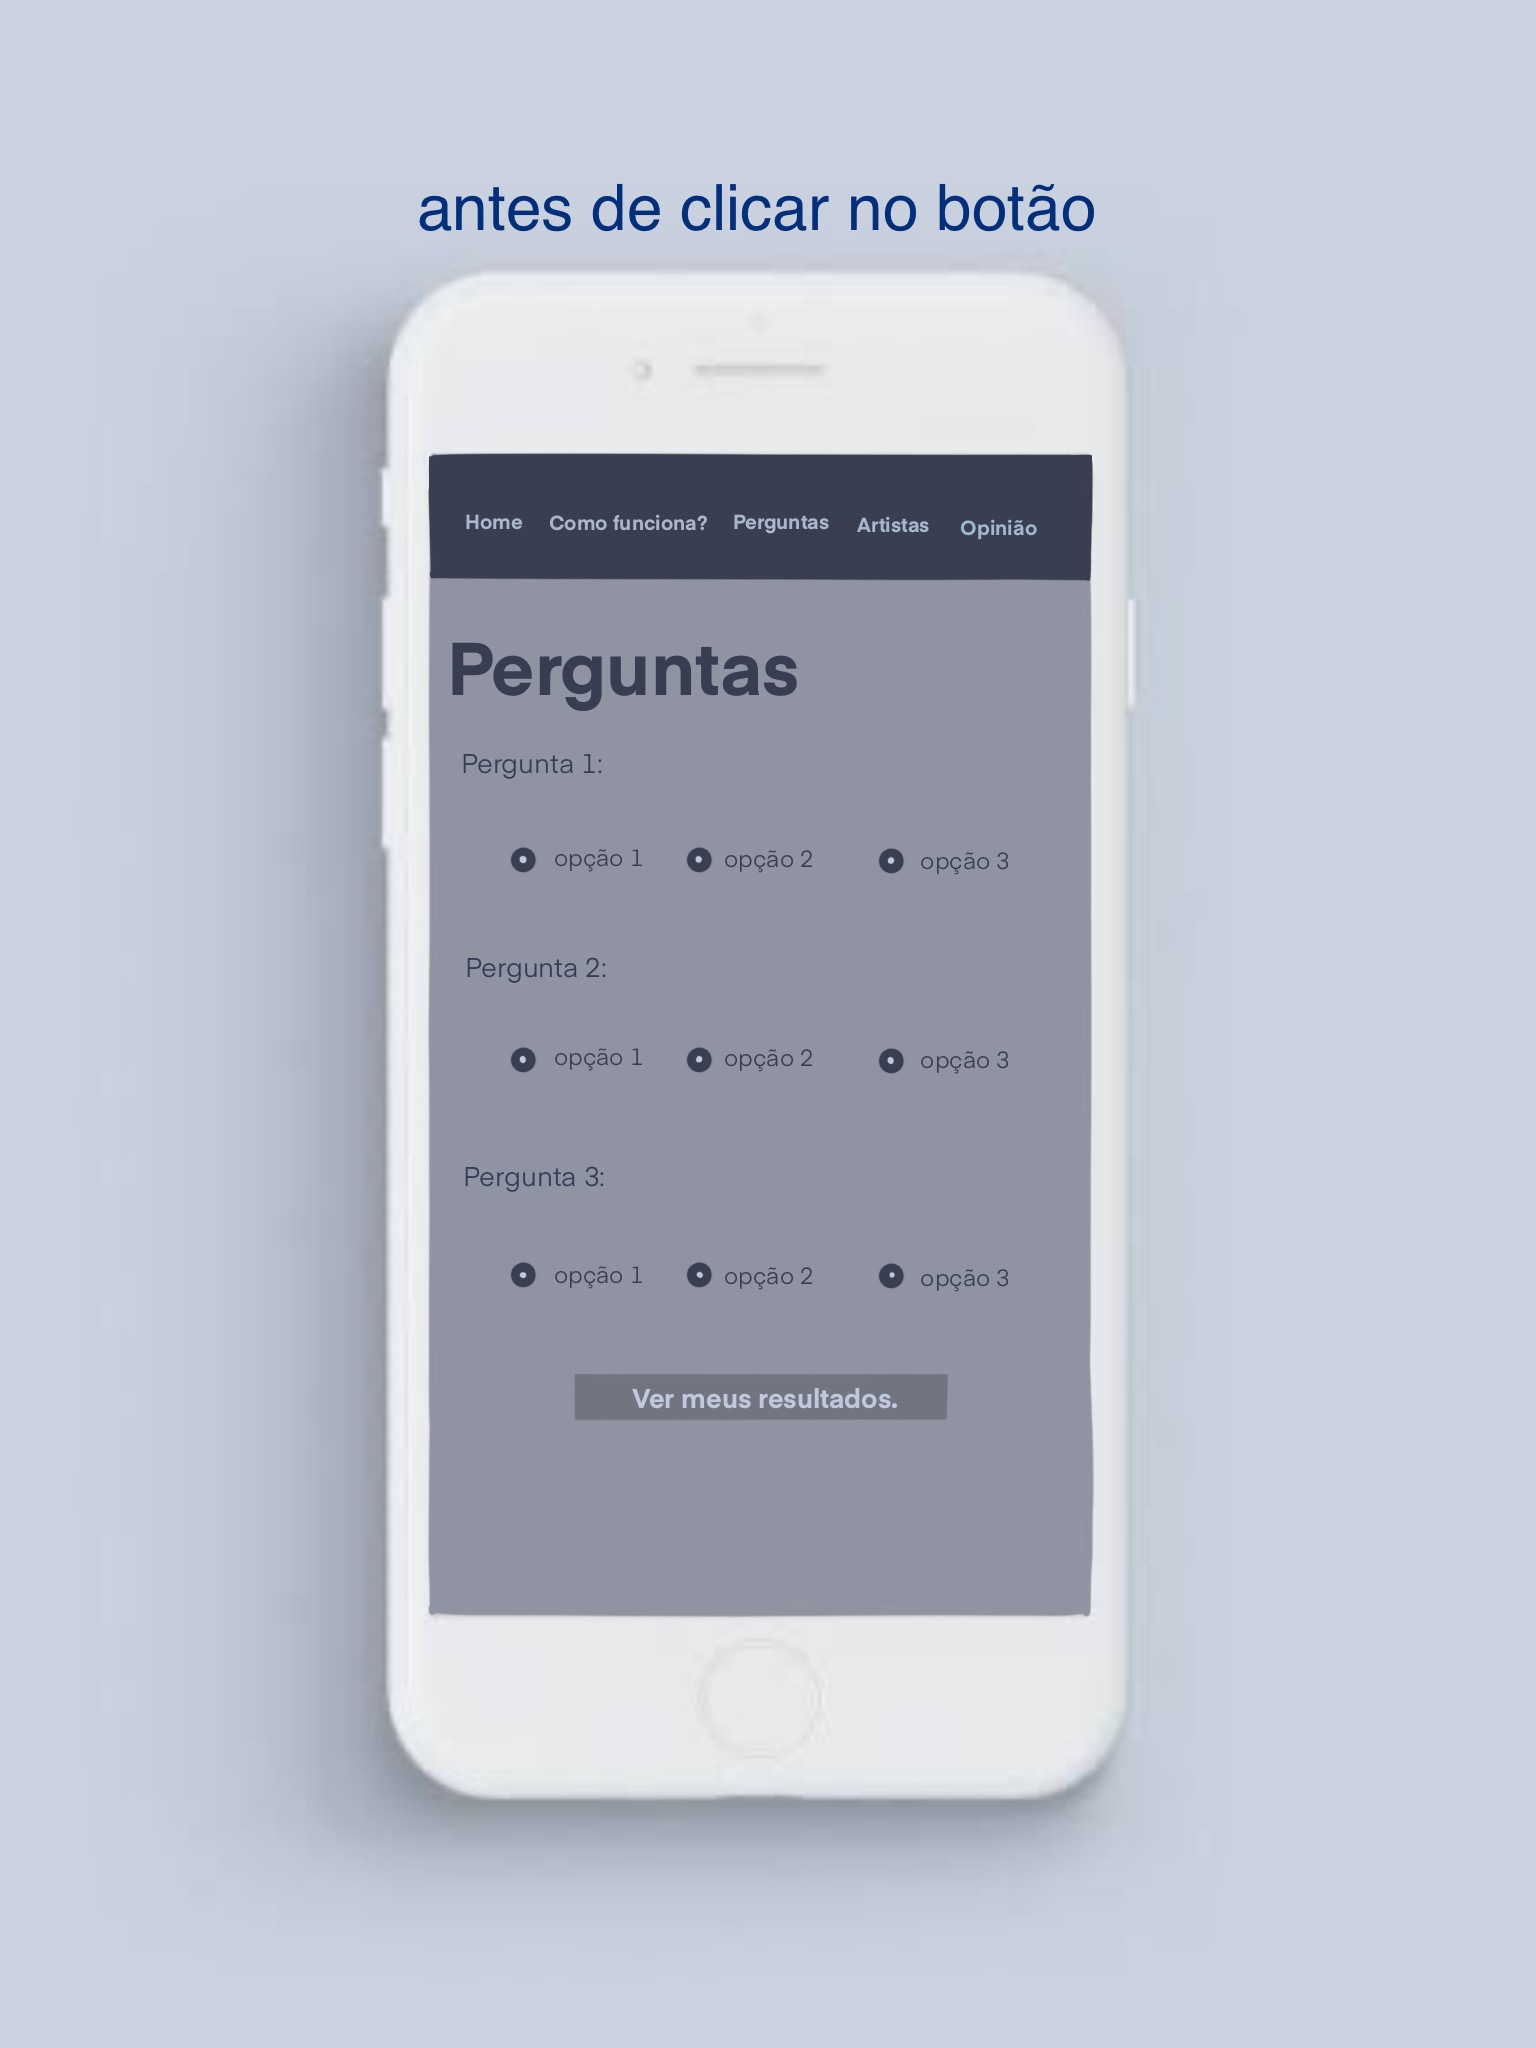 antes de clicar no botão
Home Como funciona? Perguntas Artistas Opinião
Perguntas
Pergunta 1:
opção 1 opção 2 opção 3
Pergunta 2:
opção 1 opção 2 opção 3
Pergunta 3:
opção 1 opção 2 opção 3
Ver meus resultados.